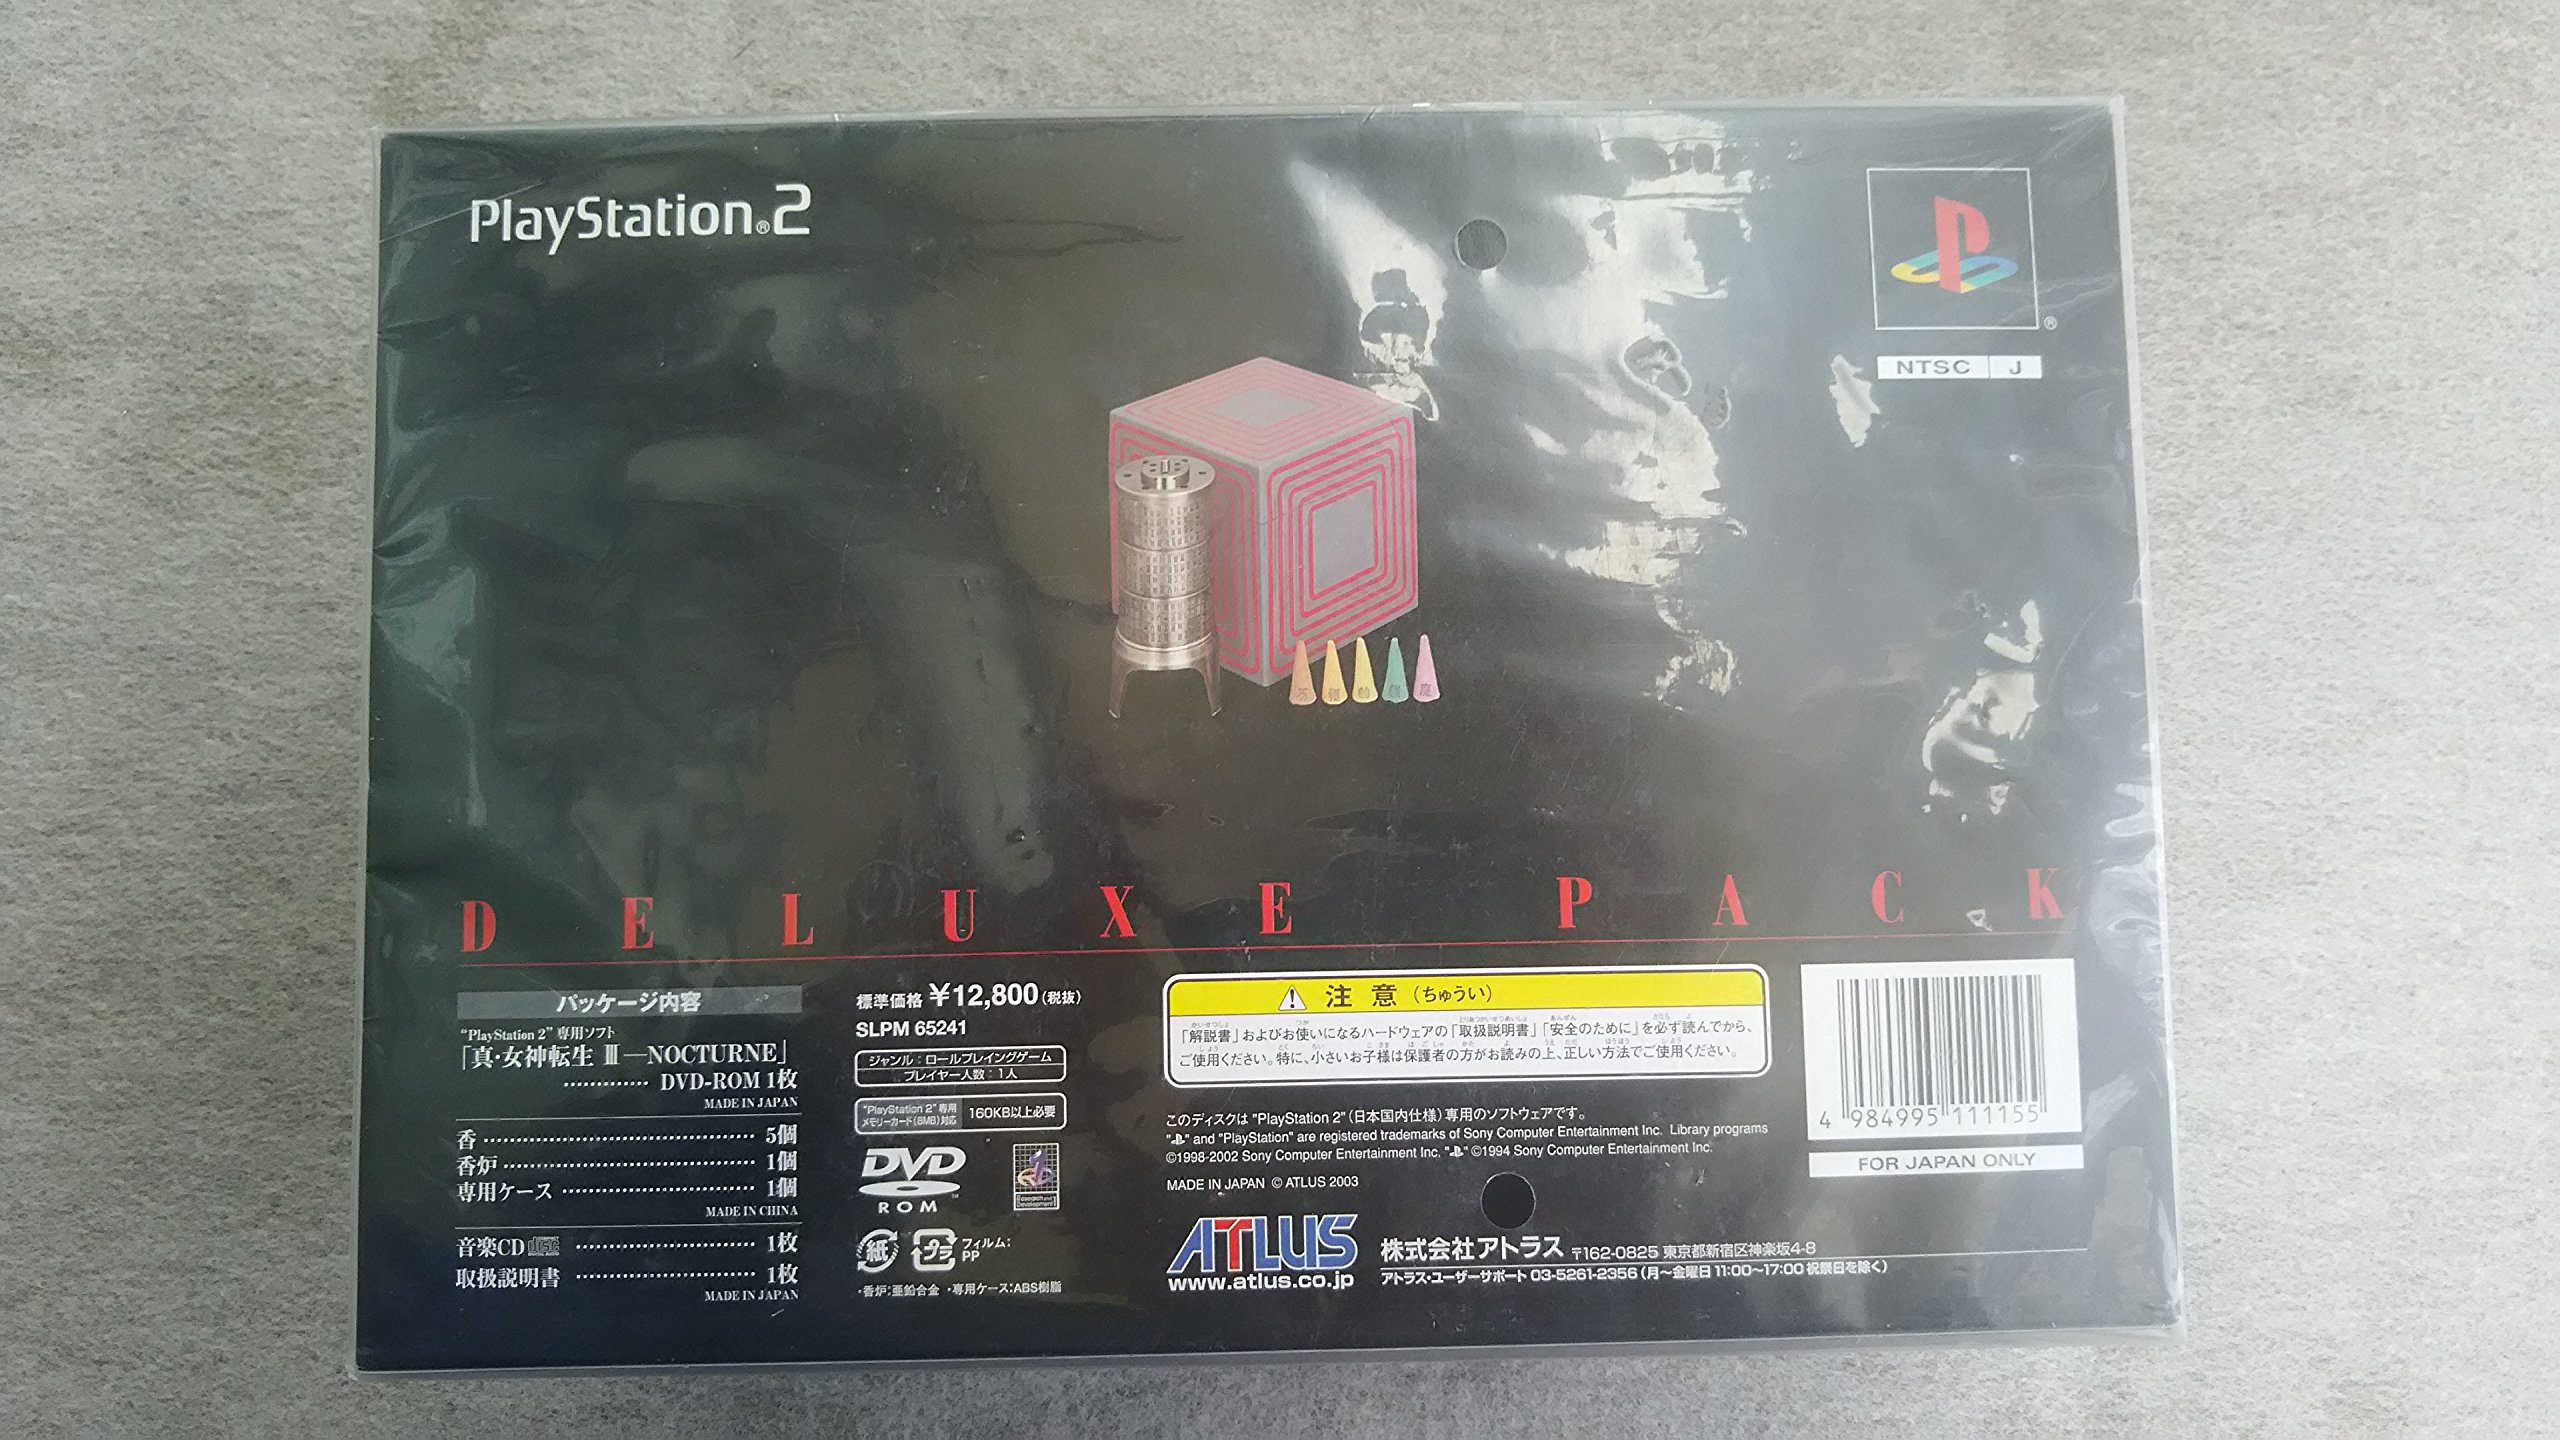 PlayStation®2
®
NTSC J
魔
DELUXE PACK
パッケージ内容
"PlayStation 2"専用ソフト
「真・女神転生 Ⅲ—NOCTURNE」
DVD-ROM 1枚
MADE IN JAPAN
香 5個
香炉 1個
専用ケース 1個
MADE IN CHINA
音楽CD 1枚
取扱説明書 1枚
MADE IN JAPAN
標準価格 ¥12,800(税抜)
SLPM 65241
ジャンル:ロールプレイングゲーム
プレイヤー人数:1人
"PlayStation 2"専用
メモリーカード(8MB)対応
160KB以上必要
DVD
ROM
Research and
Development
紙 プラ フィルム:
PP
・香炉:亜鉛合金 ・専用ケース:ABS樹脂
注意(ちゅうい)
「解説書」およびお使いになるハードウェアの「取扱説明書」「安全のために」を必ず読んでから、
ご使用ください。特に、小さいお子様は保護者の方がお読みの上、正しい方法でご使用ください。
このディスクは "PlayStation 2"(日本国内仕様)専用のソフトウェアです。
" " and "PlayStation" are registered trademarks of Sony Computer Entertainment Inc. Library programs
©1998-2002 Sony Computer Entertainment Inc. " " ©1994 Sony Computer Entertainment Inc.
MADE IN JAPAN © ATLUS 2003
ATLUS
www.atlus.co.jp
株式会社アトラス 〒162-0825 東京都新宿区神楽坂4-8
アトラス・ユーザーサポート 03-5261-2356(月〜金曜日 11:00〜17:00 祝祭日を除く)
4 984995 111155
FOR JAPAN ONLY